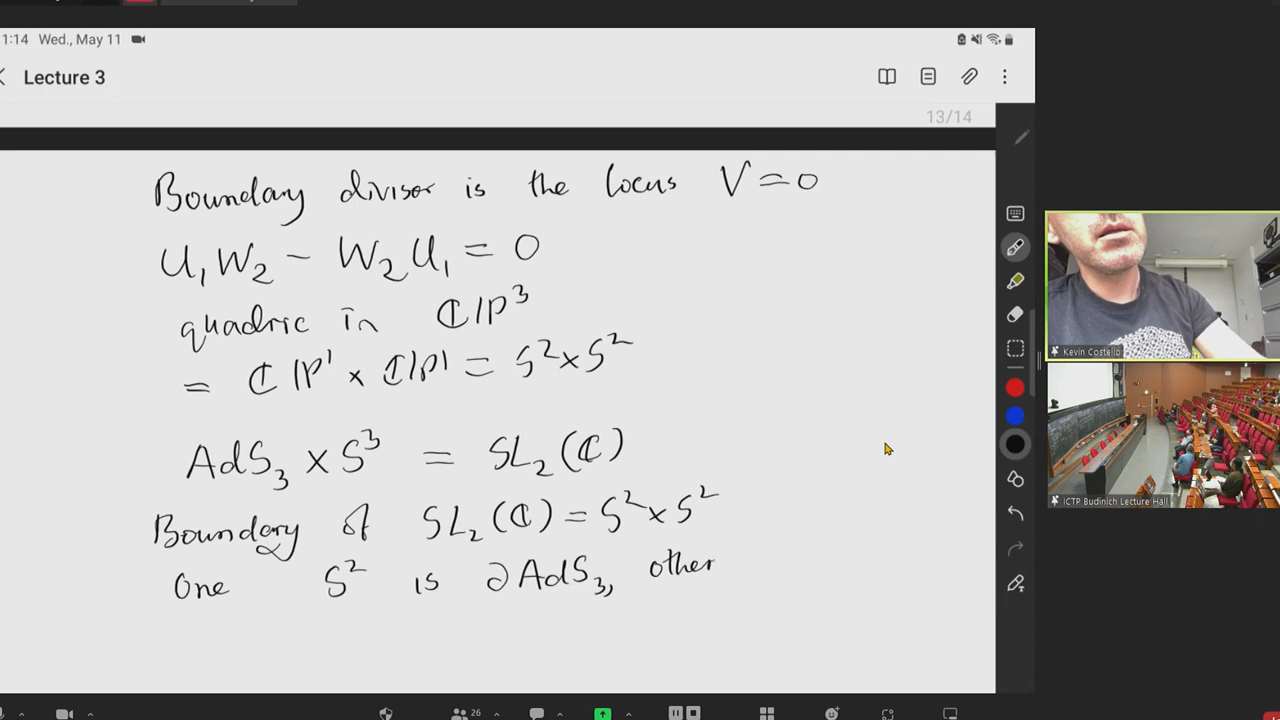 1:14 Wed., May 11
Lecture 3
13/14
Boundary divisor is the locus V=0
U₁W₂ − W₂U₁ = 0
quadric in ℂℙ³
= ℂℙ¹ × ℂℙ¹ = S²×S²
AdS₃ × S³ = SL₂(ℂ)
Boundary of SL₂(ℂ) = S²×S²
One S² is ∂AdS₃, other
Kevin Costello
ICTP Budinich Lecture Hall
26